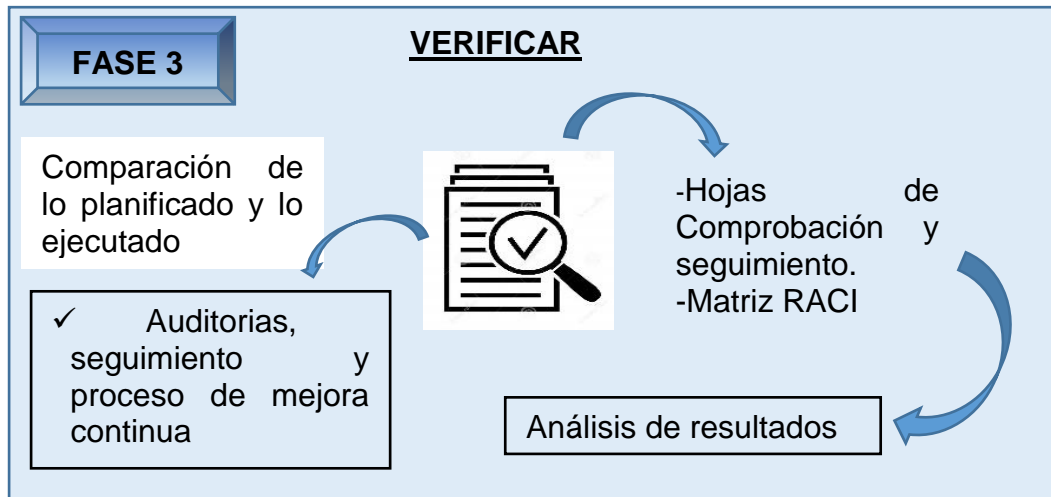 FASE 3
VERIFICAR
Comparación de
lo planificado y lo
ejecutado
✓ Auditorias,
seguimiento y
proceso de mejora
continua
-Hojas de
Comprobación y
seguimiento.
-Matriz RACI
Análisis de resultados